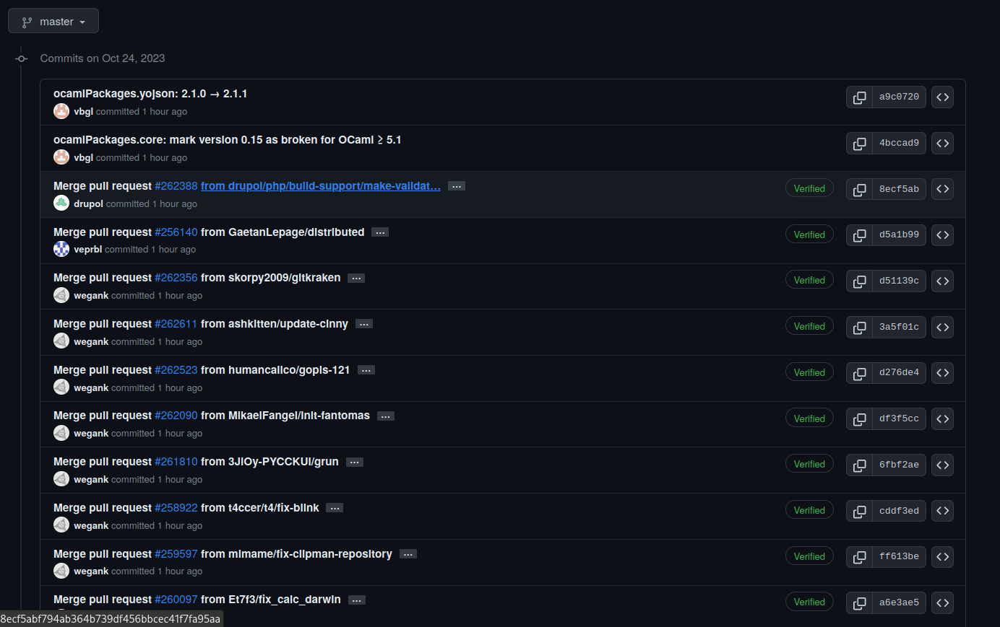 master
Commits on Oct 24, 2023
ocamlPackages.yojson: 2.1.0 → 2.1.1
a9c0720
vbgl committed 1 hour ago
ocamlPackages.core: mark version 0.15 as broken for OCaml ≥ 5.1
4bccad9
vbgl committed 1 hour ago
Merge pull request #262388 from drupol/php/build-support/make-validat… …
Verified 8ecf5ab
drupol committed 1 hour ago
Merge pull request #256140 from GaetanLepage/distributed …
Verified d5a1b99
veprbl committed 1 hour ago
Merge pull request #262356 from skorpy2009/gitkraken …
Verified d51139c
wegank committed 1 hour ago
Merge pull request #262611 from ashkitten/update-cinny …
Verified 3a5f01c
wegank committed 1 hour ago
Merge pull request #262523 from humancalico/gopls-121 …
Verified d276de4
wegank committed 1 hour ago
Merge pull request #262090 from MikaelFangel/init-fantomas …
Verified df3f5cc
wegank committed 1 hour ago
Merge pull request #261810 from 3JlOy-PYCCKUi/grun …
Verified 6fbf2ae
wegank committed 1 hour ago
Merge pull request #258922 from t4ccer/t4/fix-blink …
Verified cddf3ed
wegank committed 1 hour ago
Merge pull request #259597 from mimame/fix-clipman-repository …
Verified ff613be
wegank committed 1 hour ago
Merge pull request #260097 from Et7f3/fix_calc_darwin …
Verified a6e3ae5
8ecf5abf794ab364b739df456bbcec41f7fa95aa